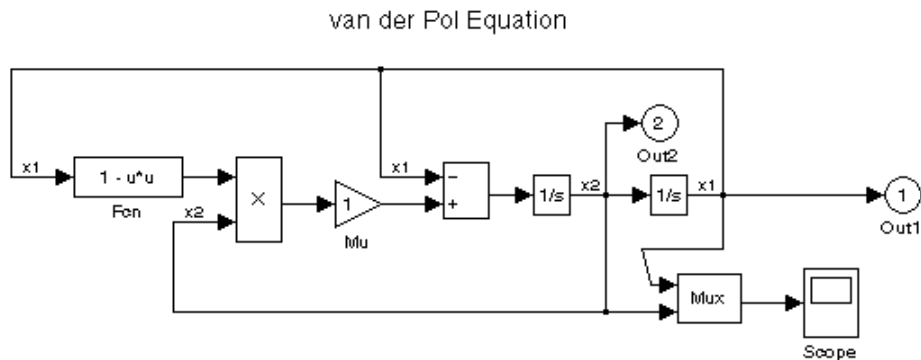 van der Pol Equation
2
Out2
x1
1 - u*u
Fcn
x2
×
1
Mu
x1
−
+
1/s
x2
1/s
x1
1
Out1
Mux
Scope